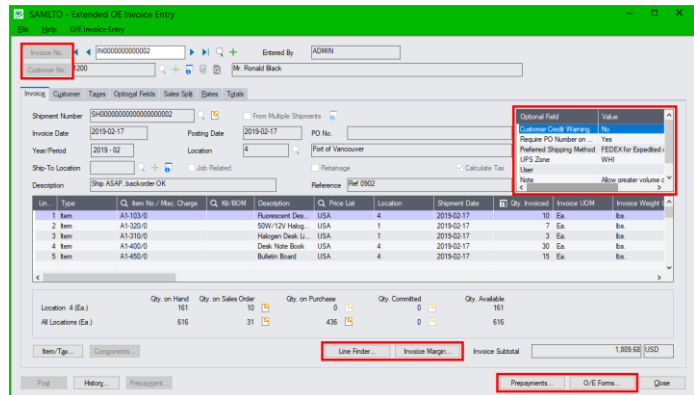 SAMLTD - Extended OE Invoice Entry
File Help O/E Invoice Entry
Invoice No. IN0000000000002 Entered By ADMIN
Customer No. 1200 Mr. Ronald Black
Invoice Customer Taxes Optional Fields Sales Split Rates Totals
Shipment Number SH00000000000000000002 From Multiple Shipments
Invoice Date 2019-02-17 Posting Date 2019-02-17 PO No.
Year/Period 2019 - 02 Location 4 Port of Vancouver
Ship-To Location Job Related Retainage Calculate Tax
Description Ship ASAP, backorder OK Reference Ref 0902
Optional Field Value
Customer Credit Warning No
Require PO Number on ... Yes
Preferred Shipping Method FEDEX for Expedited
UPS Zone WHI
User
Note Allow greater volume
Lin... Type Item No./ Misc. Charge Kit/BOM Description Price List Location Shipment Date Qty. Invoiced Invoice UOM Invoice Weight
1 Item A1-103/0 Fluorescent Des... USA 4 2019-02-17 10 Ea. lbs.
2 Item A1-320/0 50W/12V Halog... USA 1 2019-02-17 7 Ea. lbs.
3 Item A1-310/0 Halogen Desk Li... USA 1 2019-02-17 3 Ea. lbs.
4 Item A1-400/0 Desk Note Book USA 4 2019-02-17 30 Ea. lbs.
5 Item A1-450/0 Bulletin Board USA 4 2019-02-17 15 Ea. lbs.
Qty. on Hand Qty. on Sales Order Qty. on Purchase Qty. Committed Qty. Available
Location 4 (Ea.) 161 10 0 0 161
All Locations (Ea.) 616 31 436 0 616
Item/Tax... Components... Line Finder... Invoice Margin... Invoice Subtotal 1,809.68 USD
Post History... Prepayment... Prepayments... O/E Forms... Close